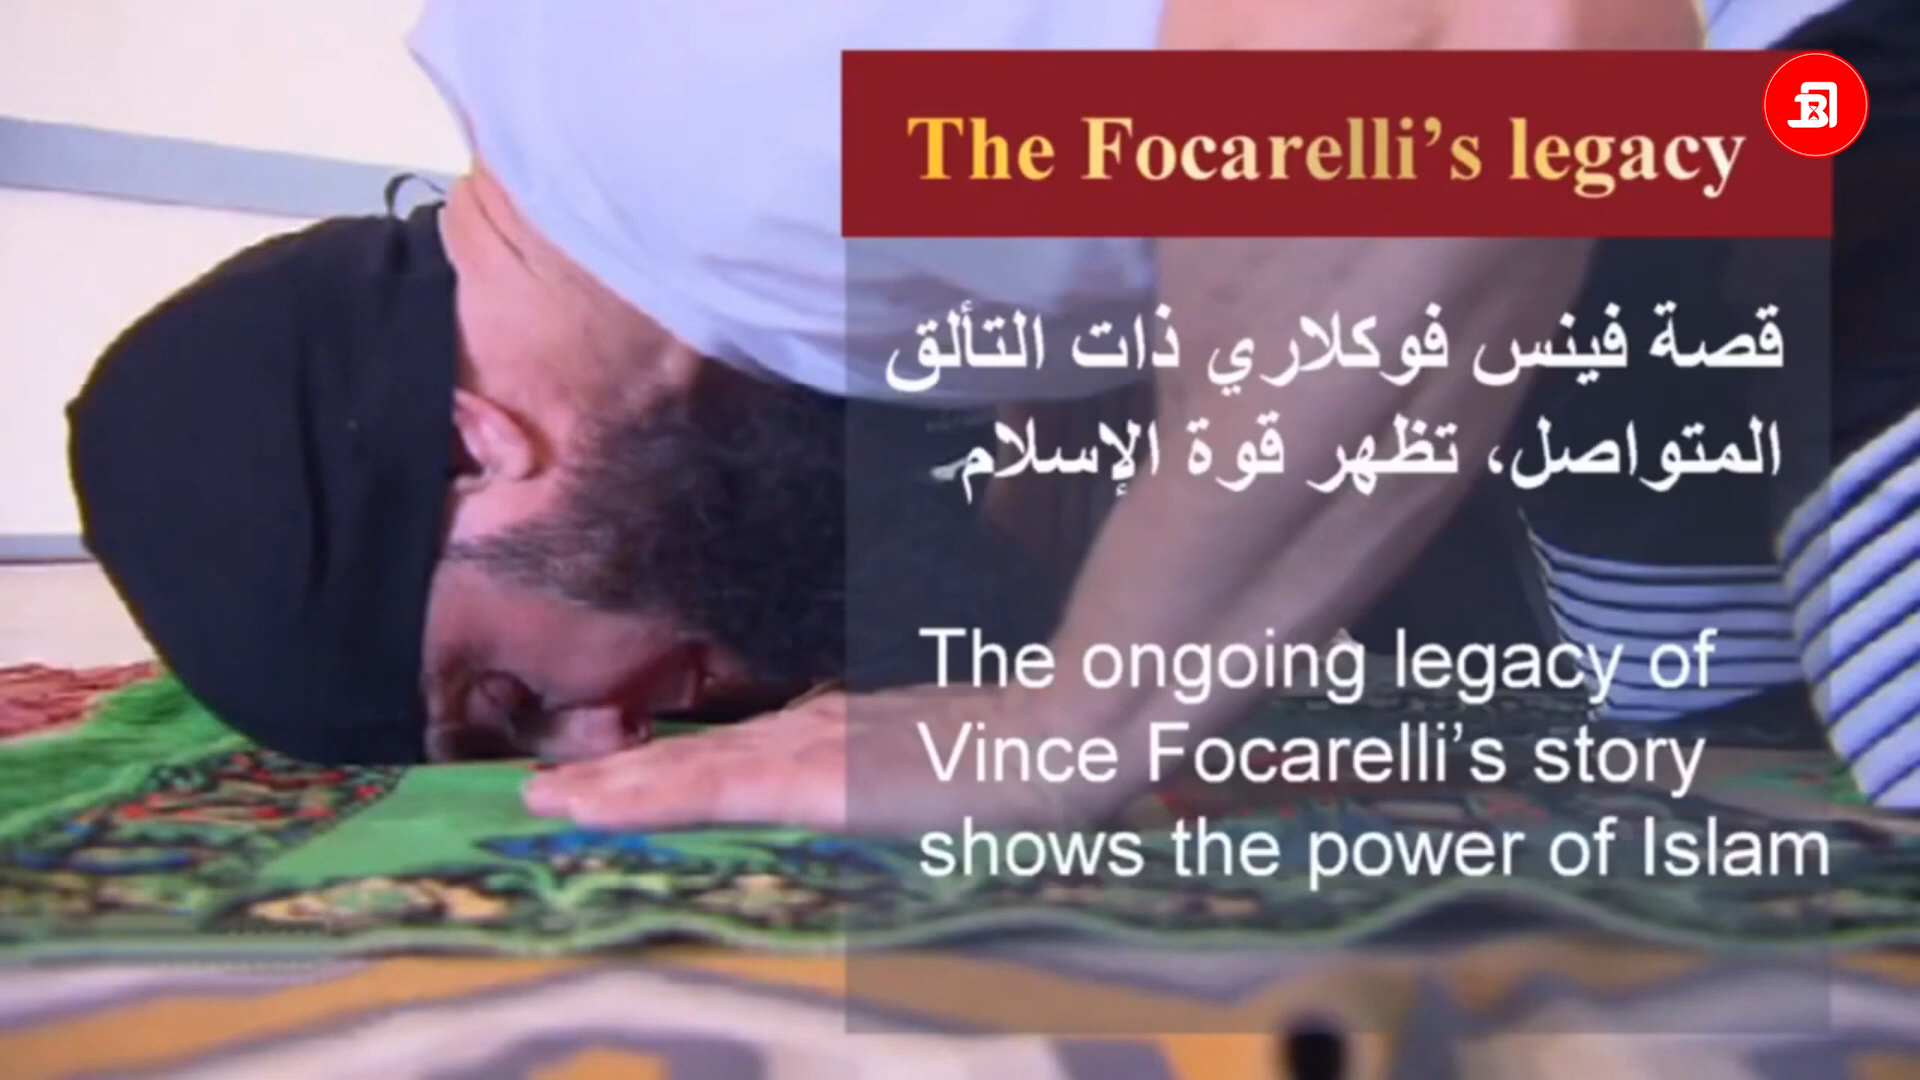 The Focarelli’s legacy
قصة فينس فوكلاري ذات التألق
المتواصل، تظهر قوة الإسلام
The ongoing legacy of
Vince Focarelli’s story
shows the power of Islam